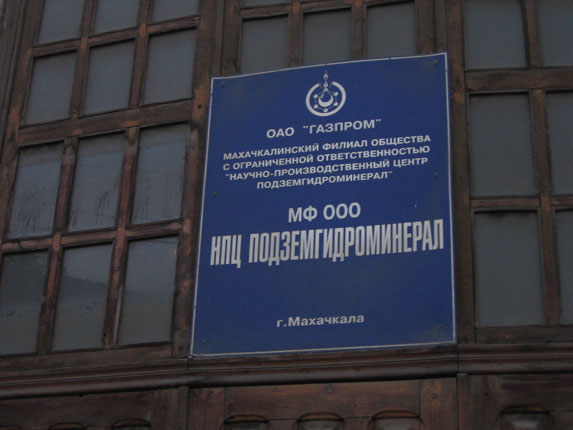 ОАО "ГАЗПРОМ"
МАХАЧКАЛИНСКИЙ ФИЛИАЛ ОБЩЕСТВА
С ОГРАНИЧЕННОЙ ОТВЕТСТВЕННОСТЬЮ
"НАУЧНО-ПРОИЗВОДСТВЕННЫЙ ЦЕНТР
ПОДЗЕМГИДРОМИНЕРАЛ"
МФ ООО
НПЦ ПОДЗЕМГИДРОМИНЕРАЛ
г.Махачкала